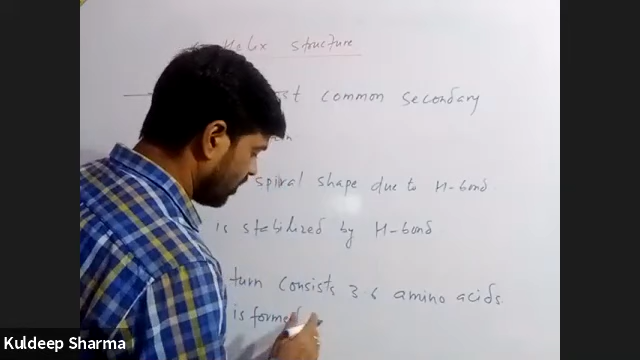 Helix structure
common secondary
spiral shape due to H-bond
is stabilized by H-bond
turn consists 3.6 amino acids
is formed
Kuldeep Sharma